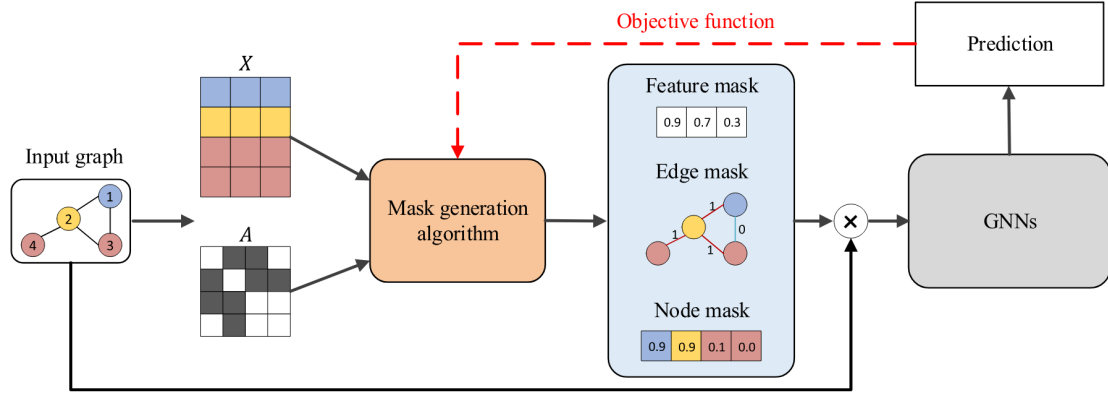 Objective function
Prediction
X
Feature mask
0.9 0.7 0.3
Input graph
1
2
4
3
Edge mask
1
0
1
1
Mask generation
algorithm
×
GNNs
A
Node mask
0.9 0.9 0.1 0.0